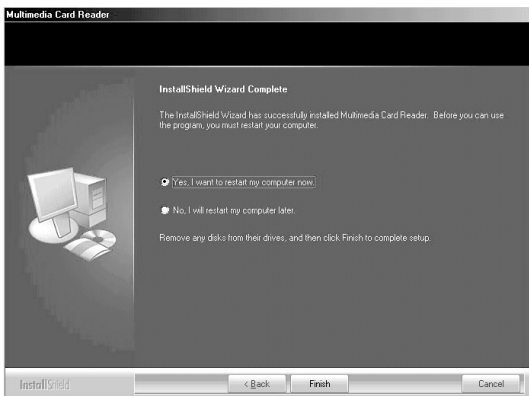 Multimedia Card Reader
InstallShield Wizard Complete
The InstallShield Wizard has successfully installed Multimedia Card Reader. Before you can use
the program, you must restart your computer.
Yes, I want to restart my computer now.
No, I will restart my computer later.
Remove any disks from their drives, and then click Finish to complete setup.
InstallShield
< Back
Finish
Cancel